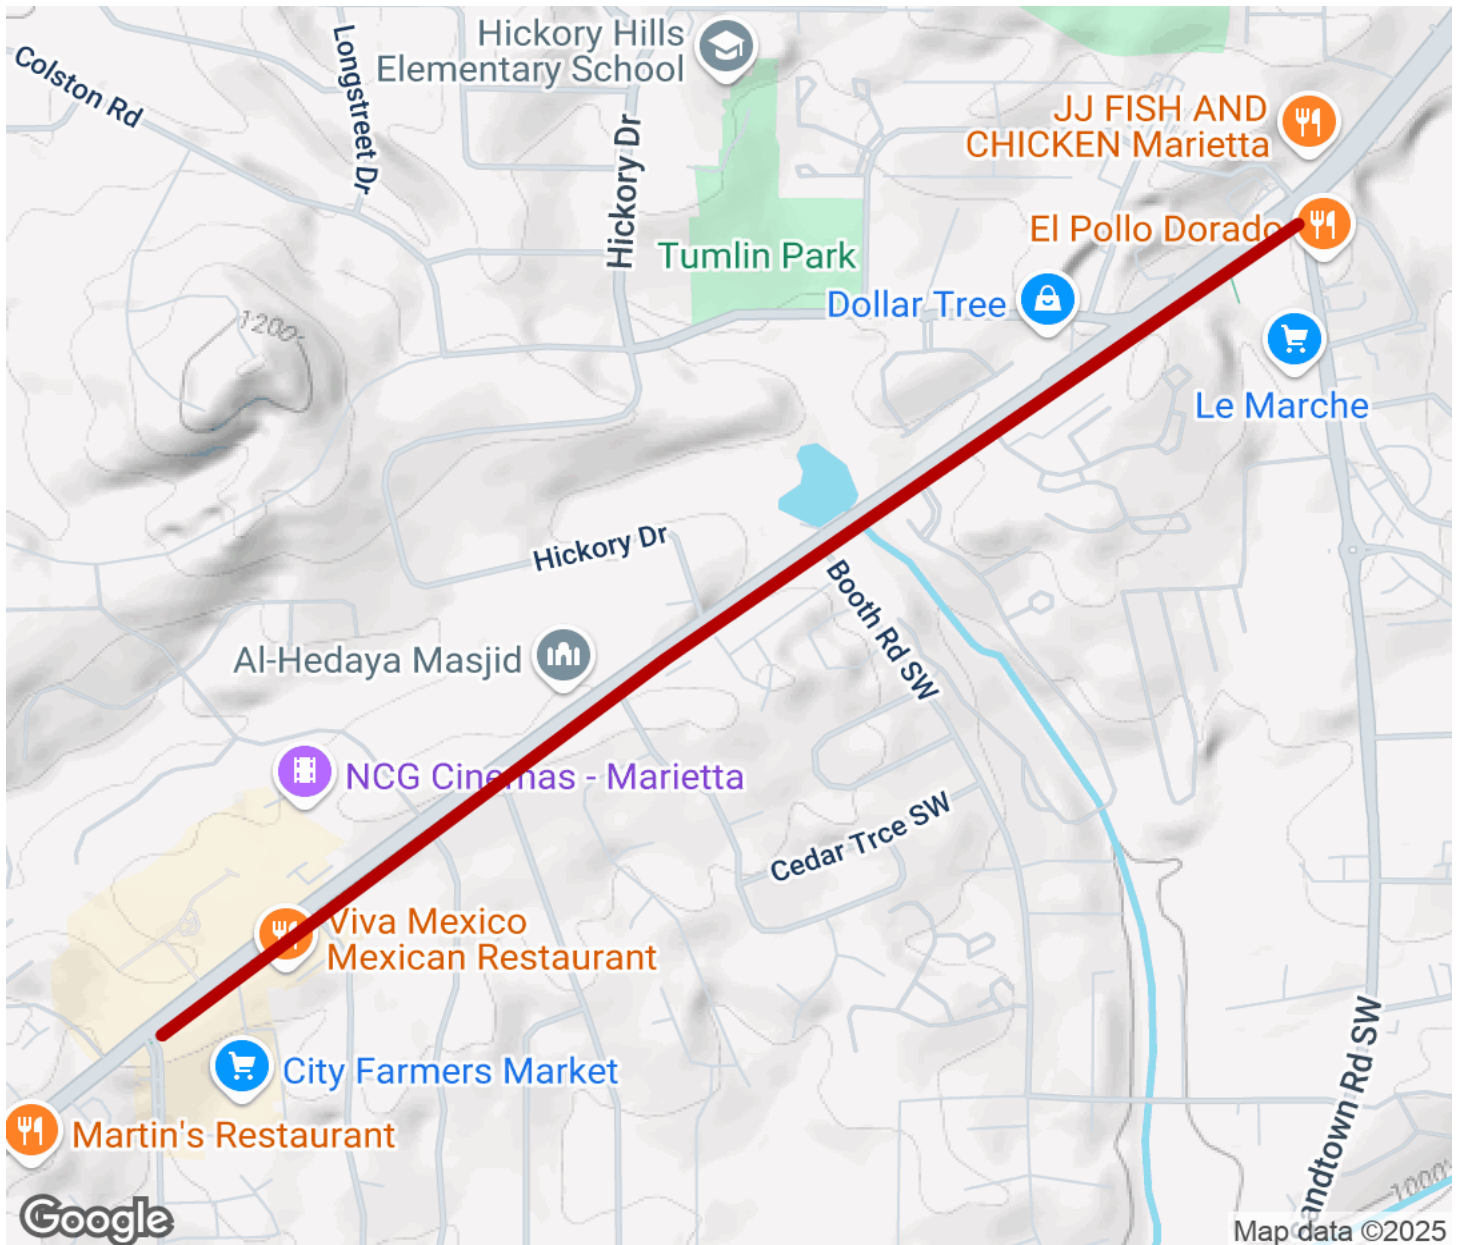 Hickory Hills
Elementary School
Colston Rd
Longstreet Dr
Hickory Dr
JJ FISH AND
CHICKEN Marietta
El Pollo Dorado
Tumlin Park
Dollar Tree
1200
Le Marche
Hickory Dr
Booth Rd SW
Al-Hedaya Masjid
NCG Cinemas - Marietta
Cedar Trce SW
Viva Mexico
Mexican Restaurant
City Farmers Market
Martin's Restaurant
andtown Rd SW
1000
Google
Map data ©2025